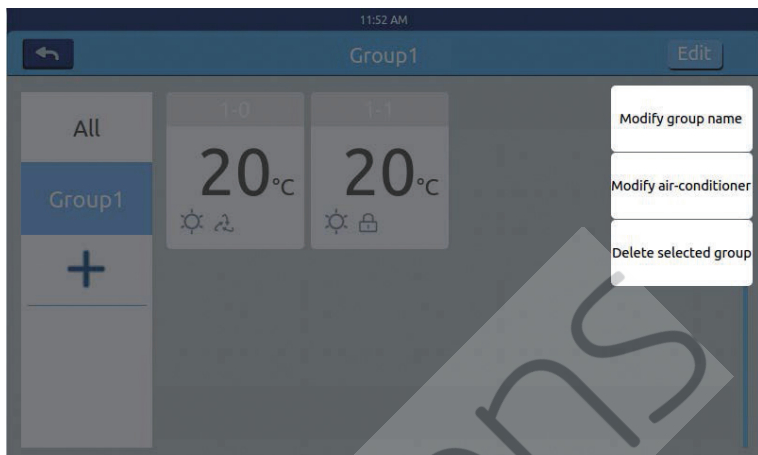 11:52 AM
Group1
Edit
All
Group1
1-0
20°C
1-1
20°C
Modify group name
Modify air-conditioner
Delete selected group
ns